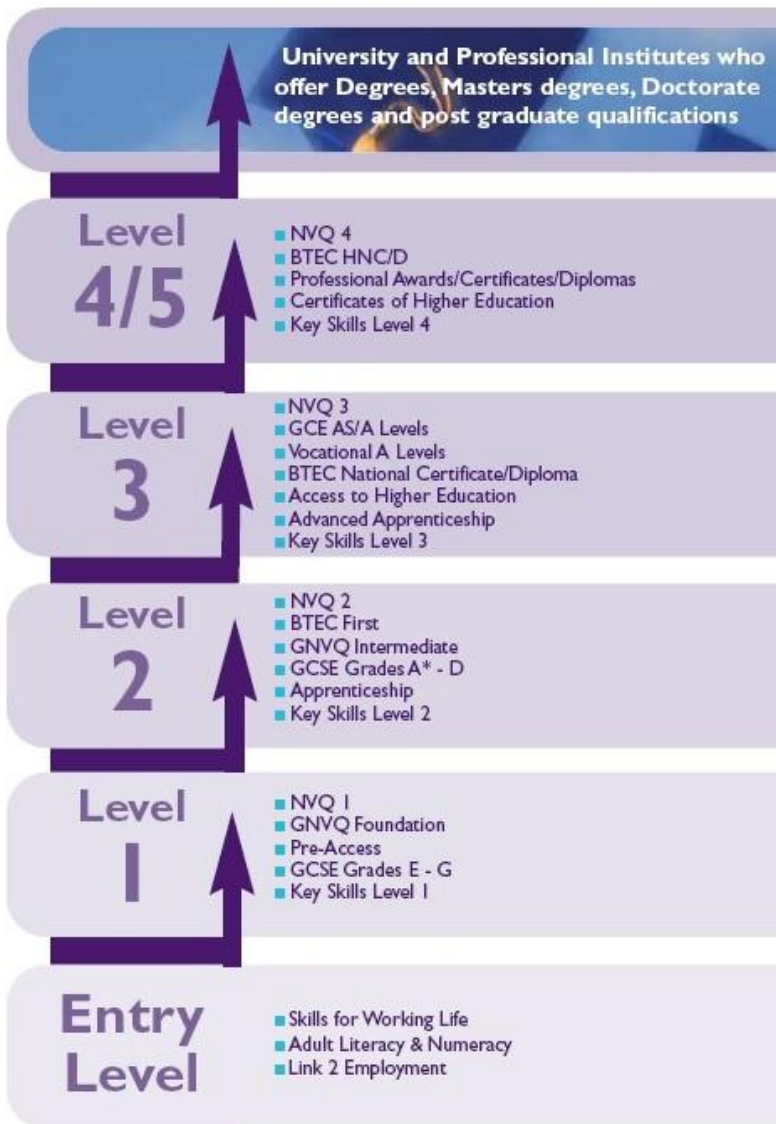 University and Professional Institutes who
offer Degrees, Masters degrees, Doctorate
degrees and post graduate qualifications
Level
4/5
NVQ 4
BTEC HNC/D
Professional Awards/Certificates/Diplomas
Certificates of Higher Education
Key Skills Level 4
Level
3
NVQ 3
GCE AS/A Levels
Vocational A Levels
BTEC National Certificate/Diploma
Access to Higher Education
Advanced Apprenticeship
Key Skills Level 3
Level
2
NVQ 2
BTEC First
GNVQ Intermediate
GCSE Grades A* - D
Apprenticeship
Key Skills Level 2
Level
1
NVQ 1
GNVQ Foundation
Pre-Access
GCSE Grades E - G
Key Skills Level 1
Entry
Level
Skills for Working Life
Adult Literacy & Numeracy
Link 2 Employment